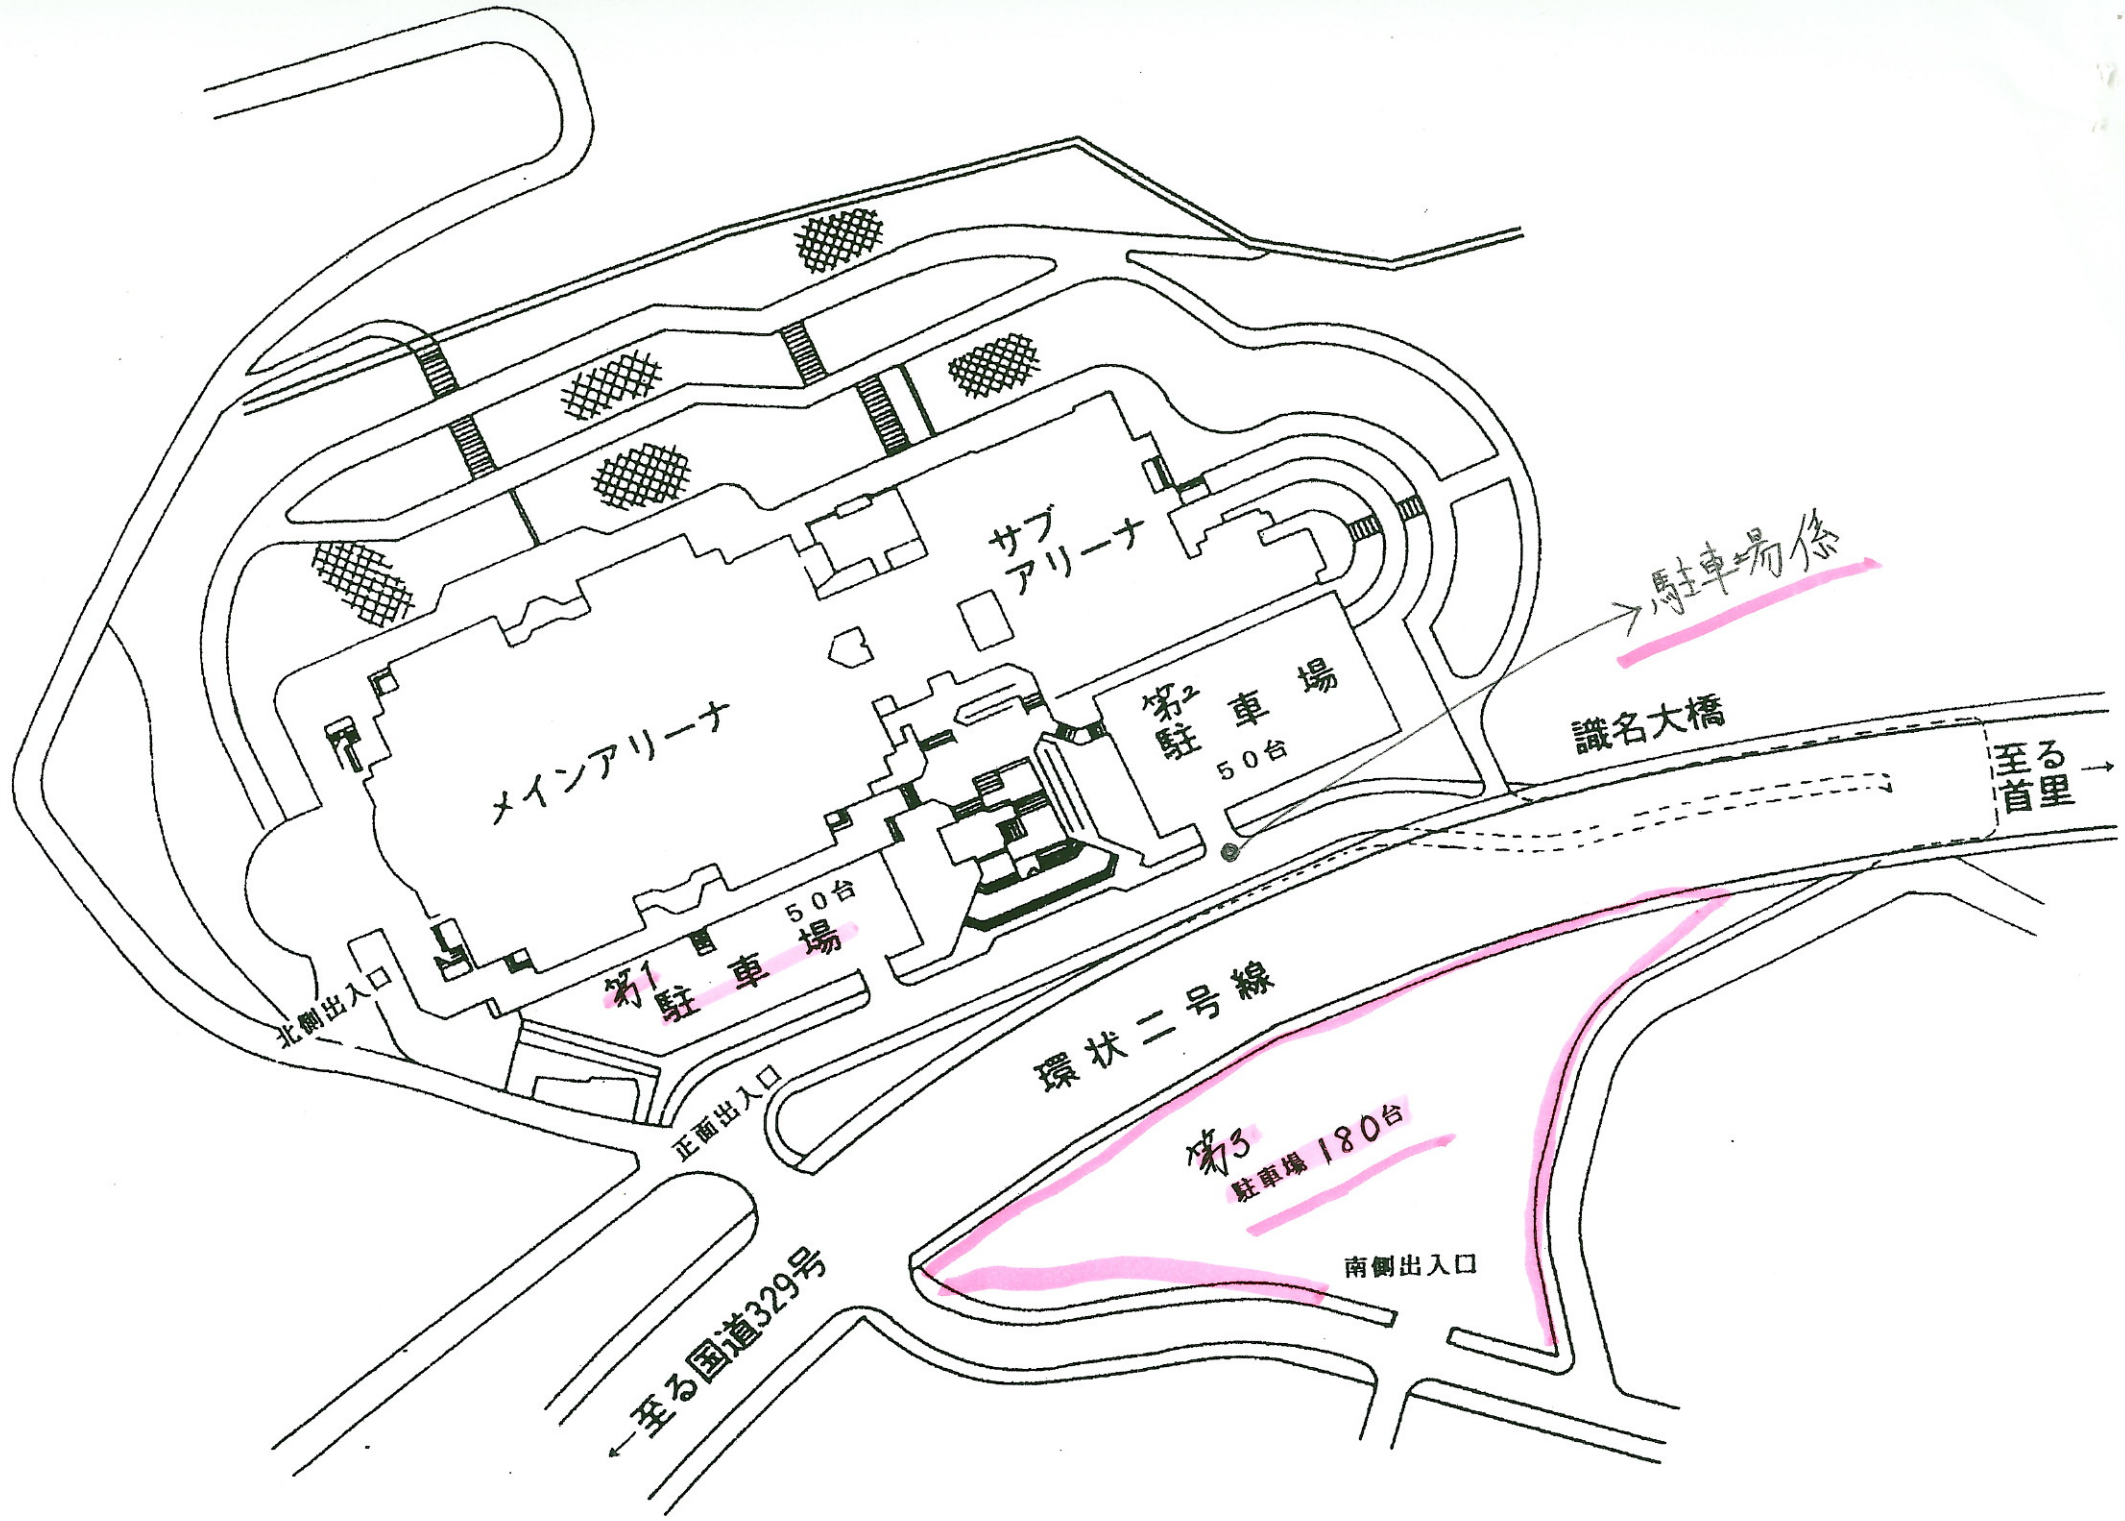 サブ
アリーナ
駐車場係
メインアリーナ
第2
駐車場
50台
識名大橋
至る
首里 →
50台
第1
駐車場
北側出入口
正面出入口
環状二号線
第3
駐車場 180台
南側出入口
←至る国道329号